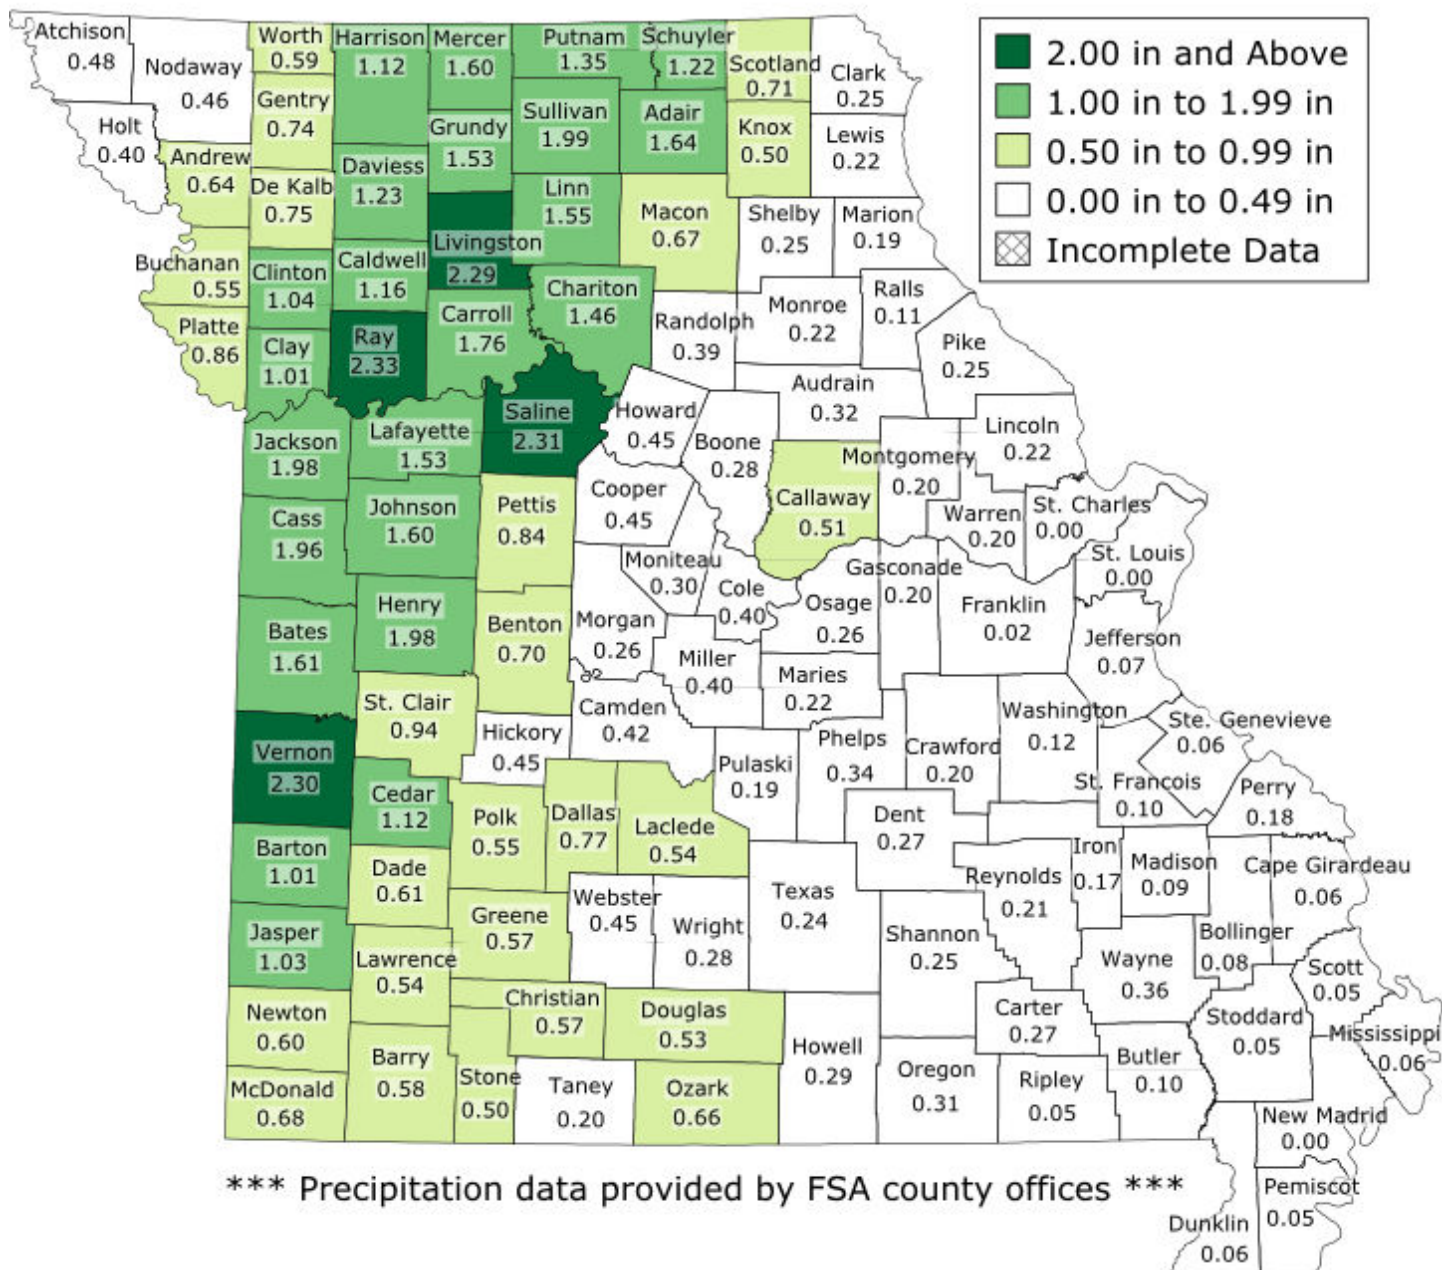 2.00 in and Above
1.00 in to 1.99 in
0.50 in to 0.99 in
0.00 in to 0.49 in
Incomplete Data
Atchison
0.48
Nodaway
0.46
Worth
0.59
Harrison
1.12
Mercer
1.60
Putnam
1.35
Schuyler
1.22
Scotland
0.71
Clark
0.25
Holt
0.40
Andrew
0.64
Gentry
0.74
De Kalb
0.75
Daviess
1.23
Grundy
1.53
Sullivan
1.99
Adair
1.64
Knox
0.50
Lewis
0.22
Buchanan
0.55
Clinton
1.04
Caldwell
1.16
Livingston
2.29
Linn
1.55
Macon
0.67
Shelby
0.25
Marion
0.19
Platte
0.86
Clay
1.01
Ray
2.33
Carroll
1.76
Chariton
1.46
Randolph
0.39
Monroe
0.22
Ralls
0.11
Pike
0.25
Audrain
0.32
Jackson
1.98
Lafayette
1.53
Saline
2.31
Howard
0.45
Boone
0.28
Callaway
0.51
Montgomery
0.20
Lincoln
0.22
Cass
1.96
Johnson
1.60
Pettis
0.84
Cooper
0.45
Moniteau
0.30
Cole
0.40
Gasconade
0.20
Warren
0.20
St. Charles
0.00
St. Louis
0.00
Bates
1.61
Henry
1.98
Benton
0.70
Morgan
0.26
Miller
0.40
Osage
0.26
Maries
0.22
Franklin
0.02
Jefferson
0.07
Vernon
2.30
St. Clair
0.94
Hickory
0.45
Camden
0.42
Pulaski
0.19
Phelps
0.34
Crawford
0.20
Washington
0.12
Ste. Genevieve
0.06
St. Francois
0.10
Perry
0.18
Barton
1.01
Cedar
1.12
Polk
0.55
Dallas
0.77
Laclede
0.54
Dent
0.27
Iron
0.17
Madison
0.09
Cape Girardeau
0.06
Jasper
1.03
Dade
0.61
Greene
0.57
Webster
0.45
Wright
0.28
Texas
0.24
Shannon
0.25
Reynolds
0.21
Wayne
0.36
Bollinger
0.08
Scott
0.05
Newton
0.60
Lawrence
0.54
Christian
0.57
Douglas
0.53
Howell
0.29
Carter
0.27
Butler
0.10
Stoddard
0.05
Mississippi
0.06
McDonald
0.68
Barry
0.58
Stone
0.50
Taney
0.20
Ozark
0.66
Oregon
0.31
Ripley
0.05
New Madrid
0.00
Pemiscot
0.05
Dunklin
0.06
*** Precipitation data provided by FSA county offices ***